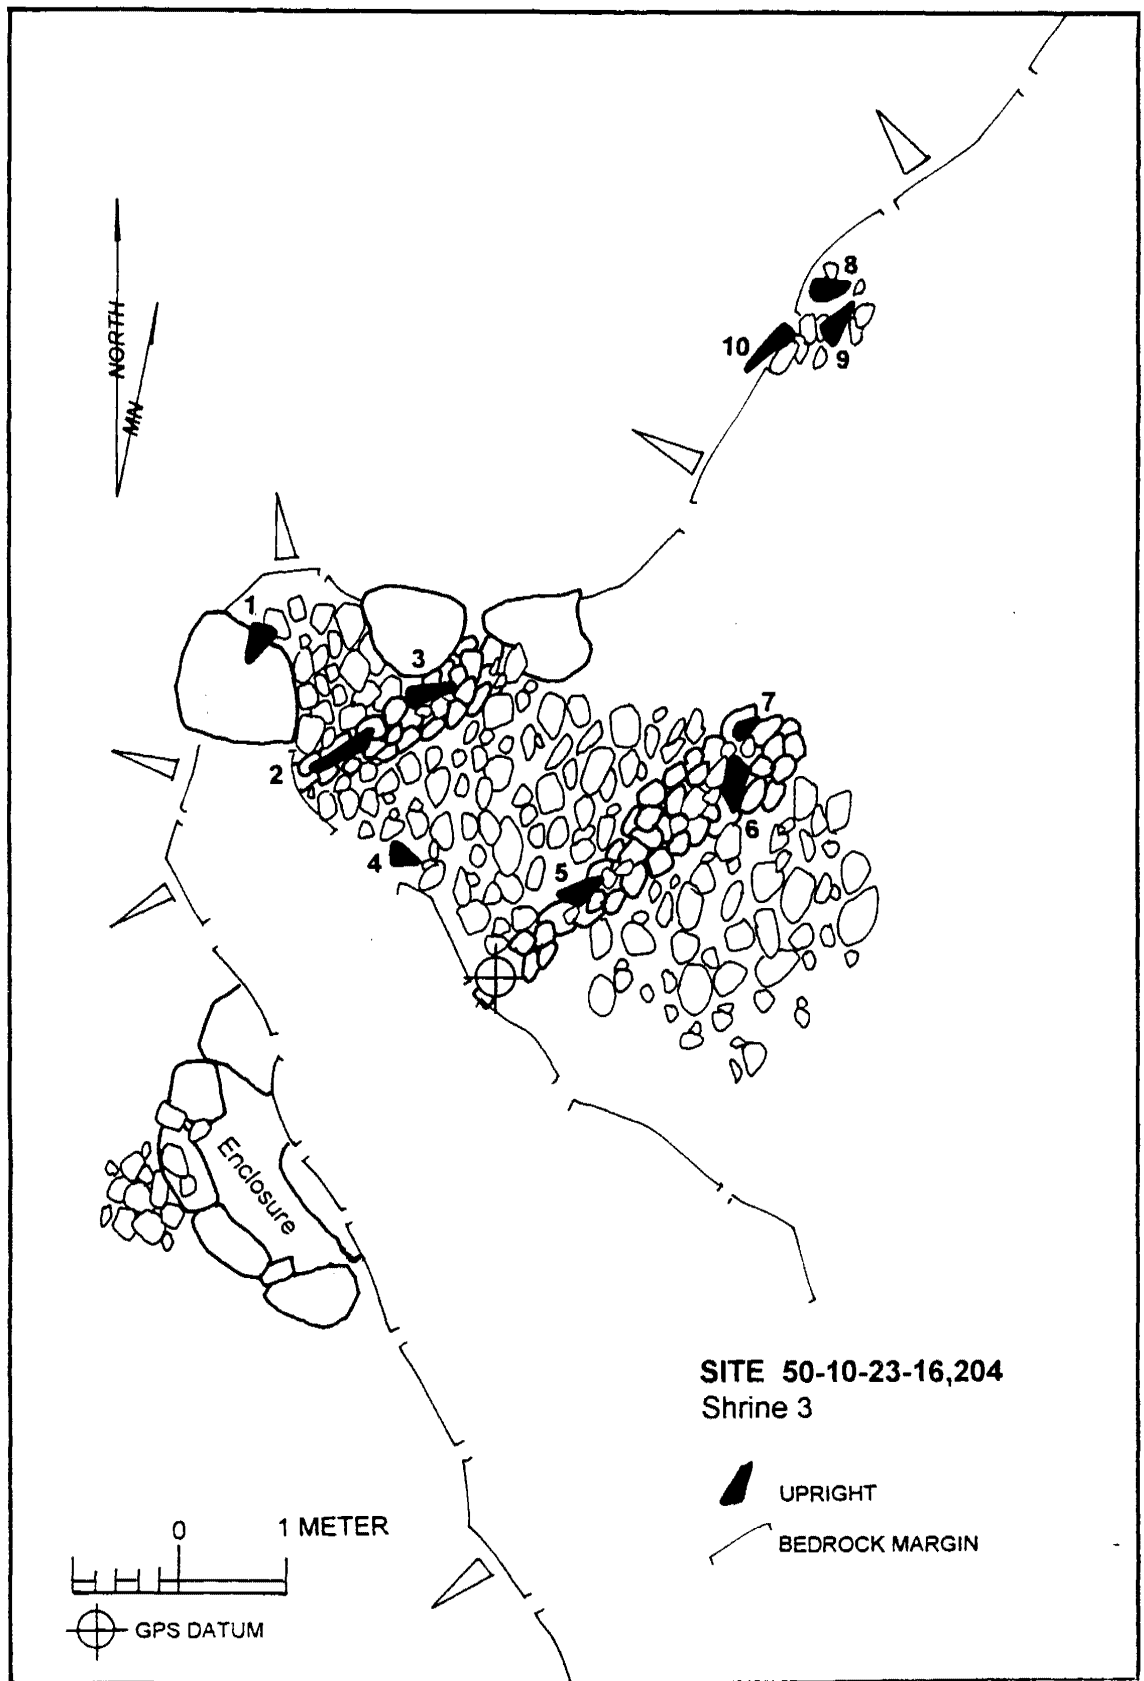 8
10
9
NORTH
MN
1
3
7
2
6
4
5
Enclosure
SITE 50-10-23-16,204
Shrine 3
UPRIGHT
0 1 METER
BEDROCK MARGIN
GPS DATUM